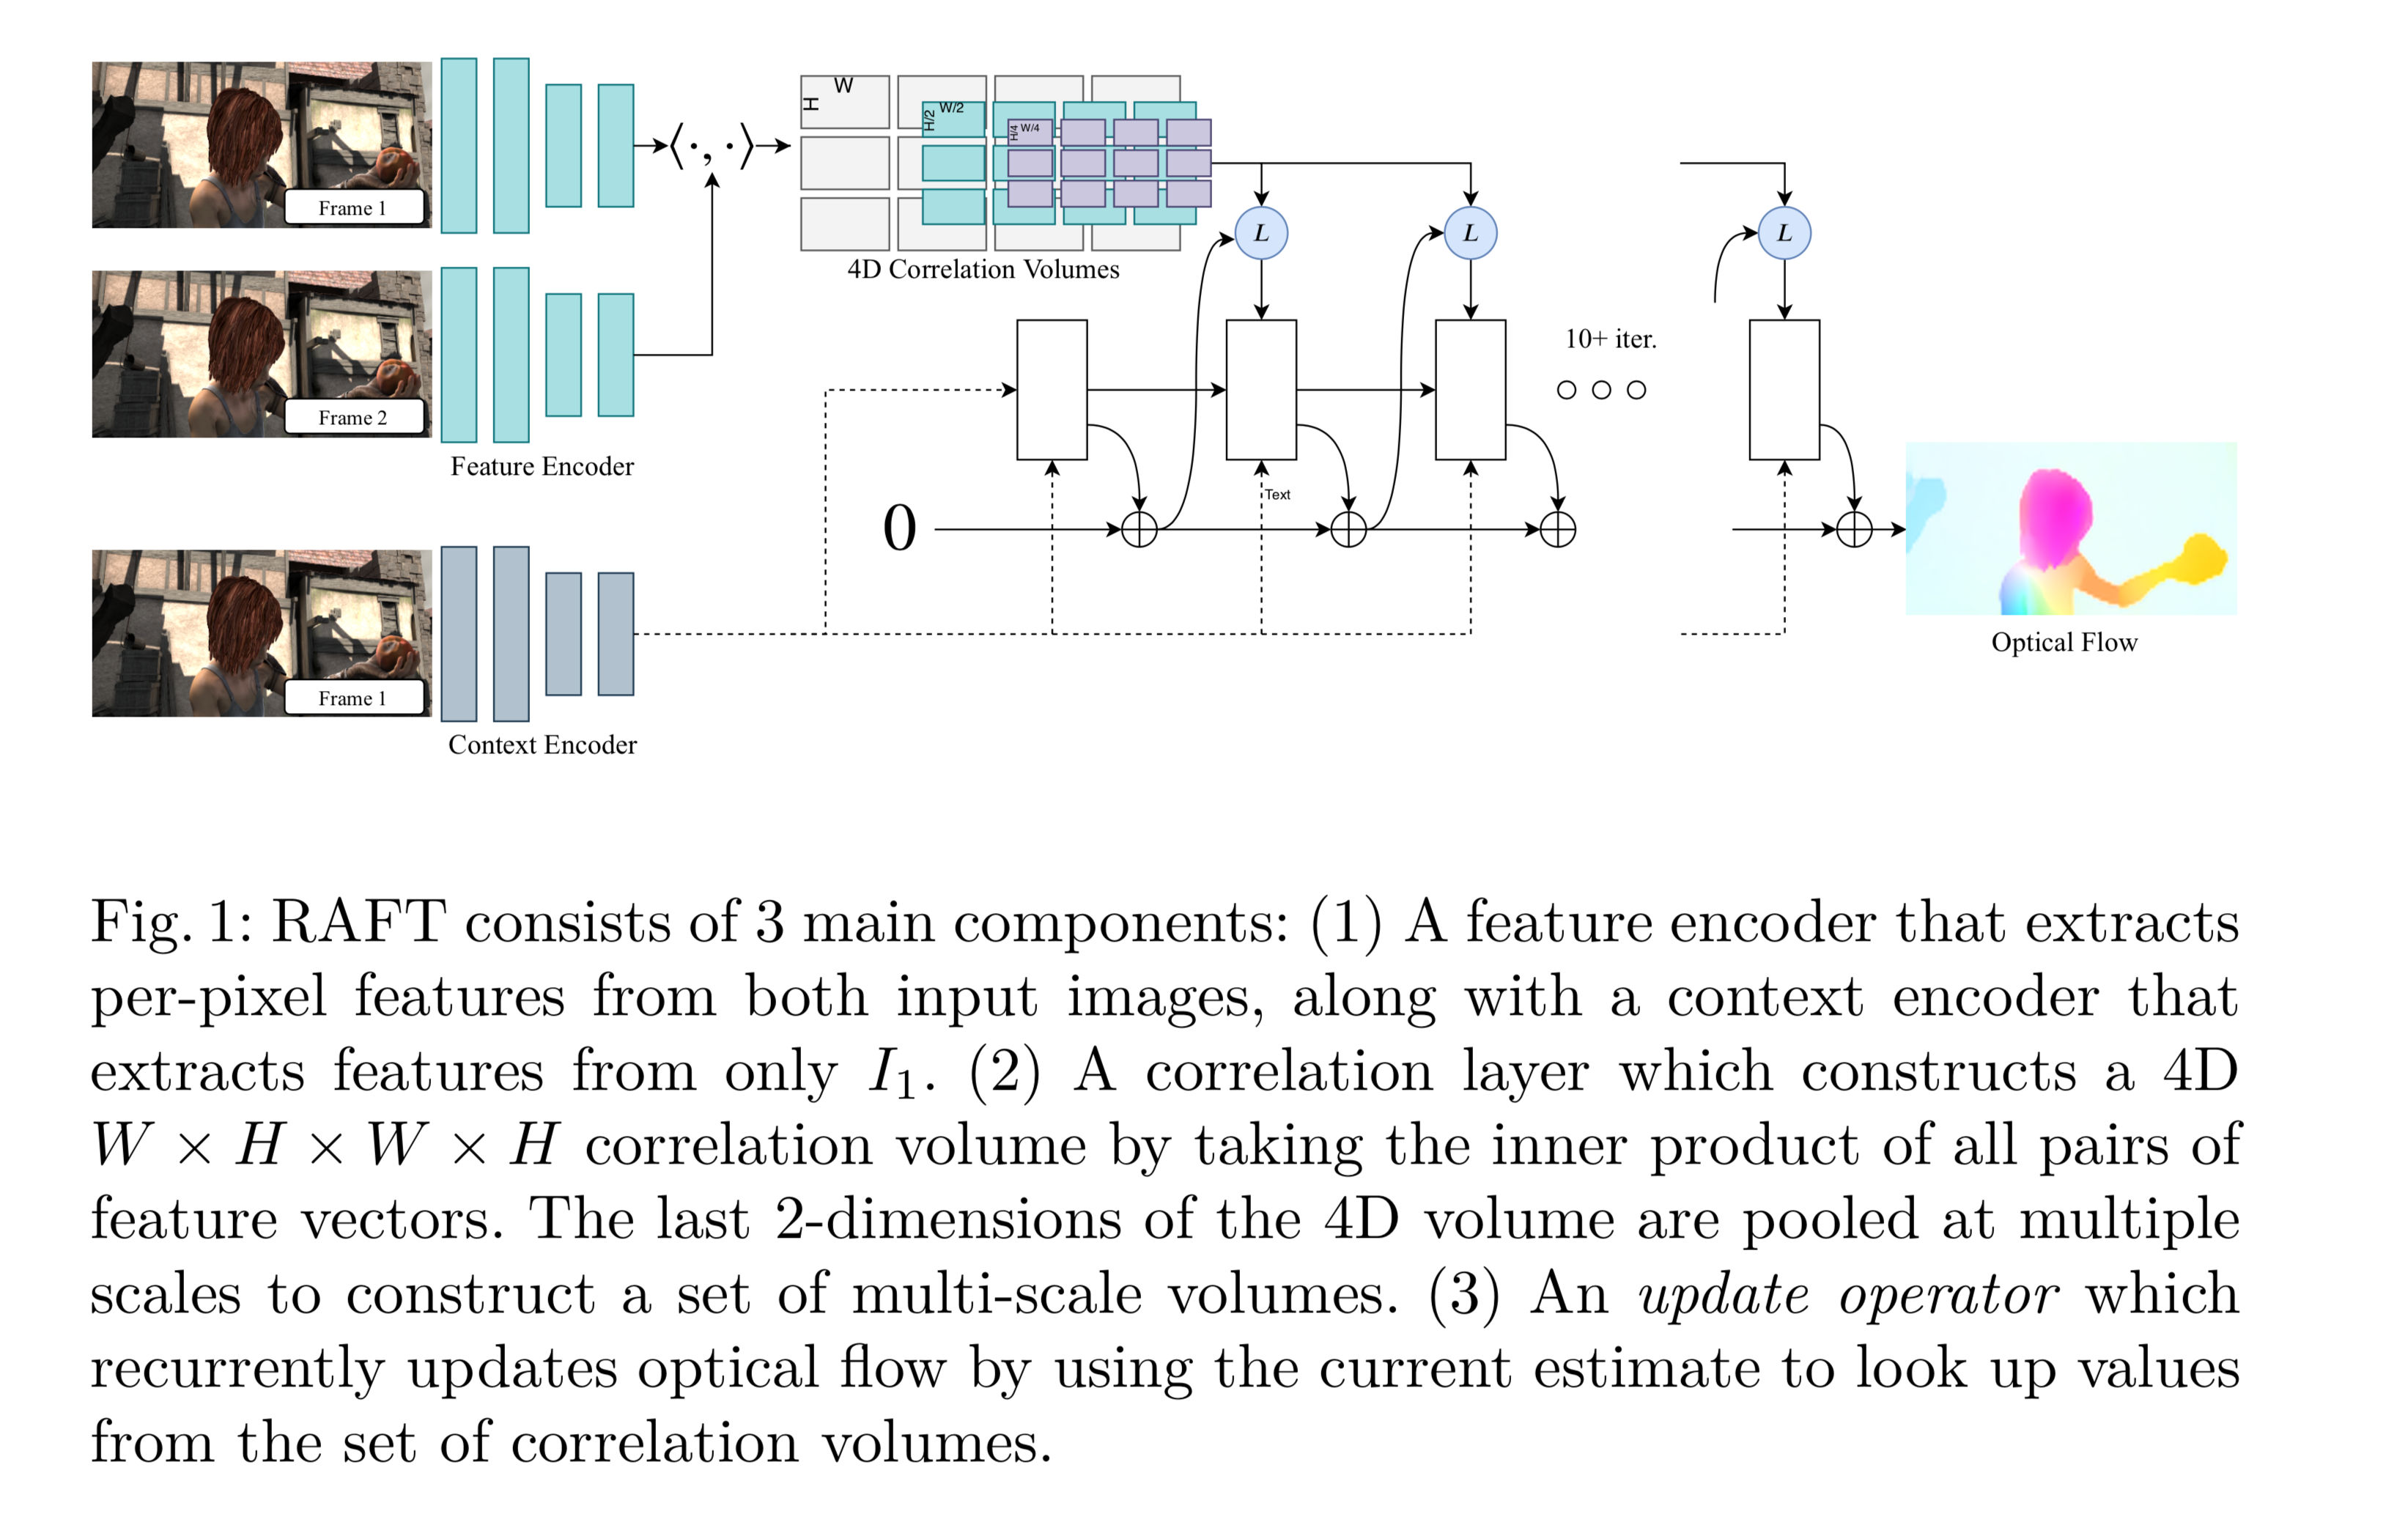 Frame 1
⟨·, ·⟩
W
H
W/2
H/2
W/4
H/4
4D Correlation Volumes
L
L
L
Frame 2
Feature Encoder
10+ iter.
Text
0
Frame 1
Context Encoder
Optical Flow
Fig. 1: RAFT consists of 3 main components: (1) A feature encoder that extracts
per-pixel features from both input images, along with a context encoder that
extracts features from only I₁. (2) A correlation layer which constructs a 4D
W × H × W × H correlation volume by taking the inner product of all pairs of
feature vectors. The last 2-dimensions of the 4D volume are pooled at multiple
scales to construct a set of multi-scale volumes. (3) An update operator which
recurrently updates optical flow by using the current estimate to look up values
from the set of correlation volumes.